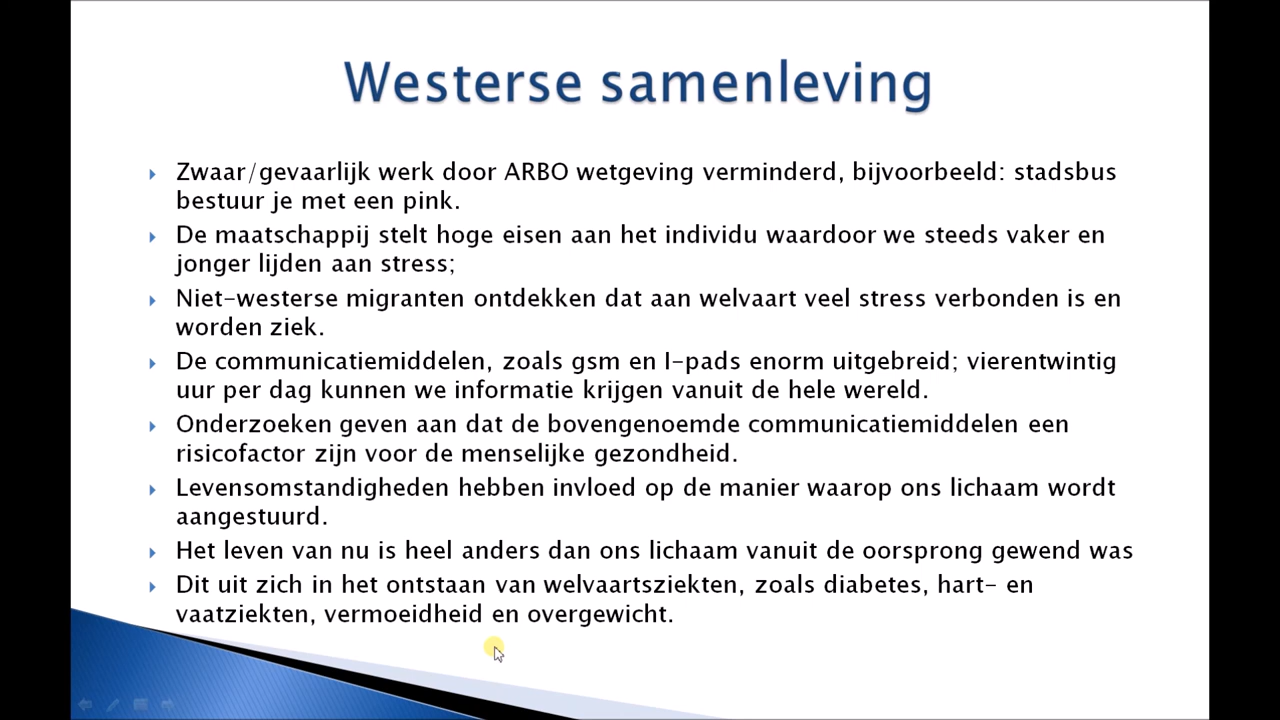 Westerse samenleving
Zwaar/gevaarlijk werk door ARBO wetgeving verminderd, bijvoorbeeld: stadsbus
bestuur je met een pink.
De maatschappij stelt hoge eisen aan het individu waardoor we steeds vaker en
jonger lijden aan stress;
Niet-westerse migranten ontdekken dat aan welvaart veel stress verbonden is en
worden ziek.
De communicatiemiddelen, zoals gsm en I-pads enorm uitgebreid; vierentwintig
uur per dag kunnen we informatie krijgen vanuit de hele wereld.
Onderzoeken geven aan dat de bovengenoemde communicatiemiddelen een
risicofactor zijn voor de menselijke gezondheid.
Levensomstandigheden hebben invloed op de manier waarop ons lichaam wordt
aangestuurd.
Het leven van nu is heel anders dan ons lichaam vanuit de oorsprong gewend was
Dit uit zich in het ontstaan van welvaartsziekten, zoals diabetes, hart- en
vaatziekten, vermoeidheid en overgewicht.